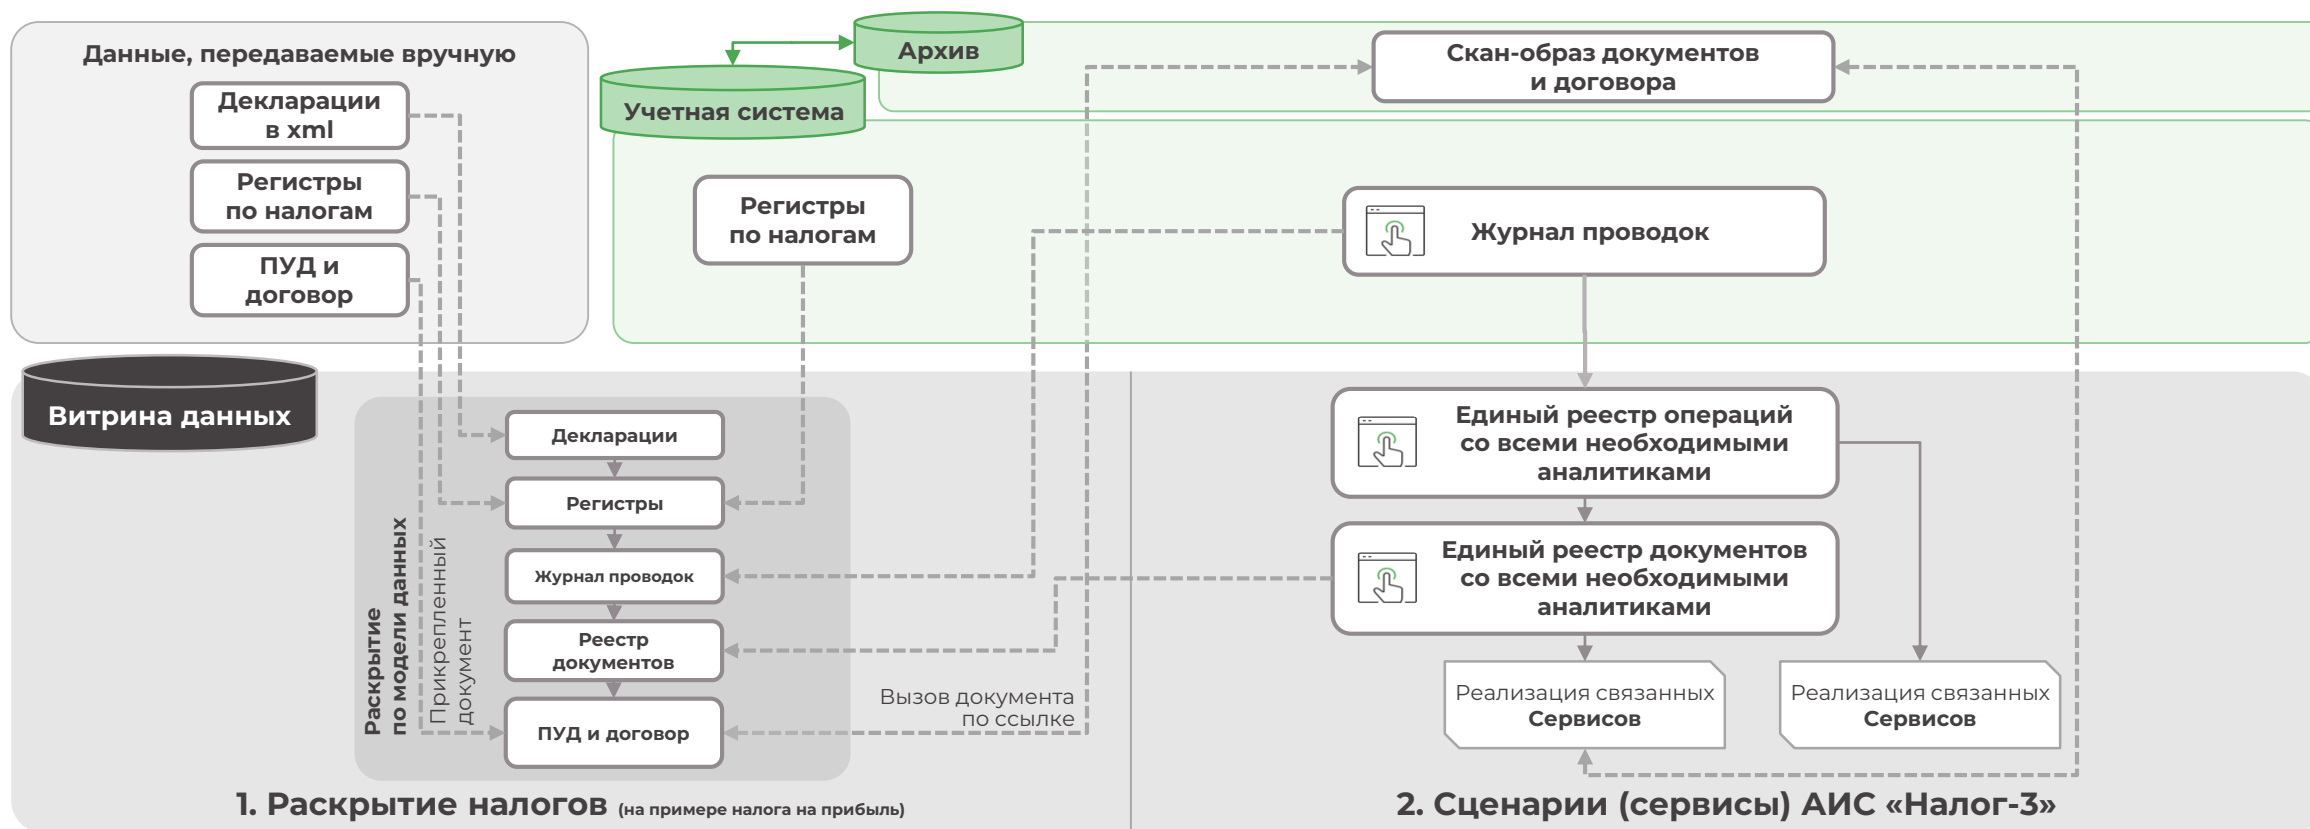 Данные, передаваемые вручную
Декларации
в xml
Регистры
по налогам
ПУД и
договор
Архив
Учетная система
Скан-образ документов
и договора
Регистры
по налогам
Журнал проводок
Витрина данных
Раскрытие
по модели данных
Прикрепленный
документ
Декларации
Регистры
Журнал проводок
Реестр
документов
ПУД и договор
Вызов документа
по ссылке
1. Раскрытие налогов (на примере налога на прибыль)
Единый реестр операций
со всеми необходимыми
аналитиками
Единый реестр документов
со всеми необходимыми
аналитиками
Реализация связанных
Сервисов
Реализация связанных
Сервисов
2. Сценарии (сервисы) АИС «Налог-3»